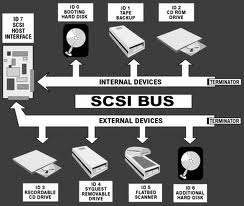 ID 7
SCSI
HOST
INTERFACE
ID 0
BOOTING
HARD DISK
ID 1
TAPE
BACKUP
ID 2
CD ROM
DRIVE
INTERNAL DEVICES
TERMINATOR
SCSI BUS
EXTERNAL DEVICES
TERMINATOR
ID 3
RECORDABLE
CD DRIVE
ID 4
SYQUEST
REMOVABLE
DRIVE
ID 5
FLATBED
SCANNER
ID 6
ADDITIONAL
HARD DISK